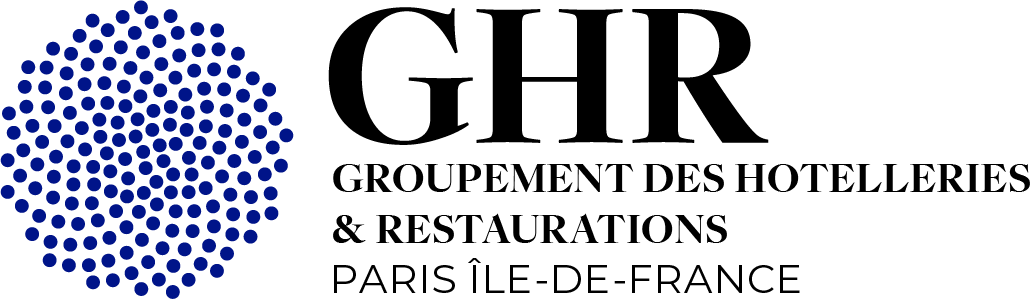 GHR
GROUPEMENT DES HOTELLERIES
& RESTAURATIONS
PARIS ÎLE-DE-FRANCE